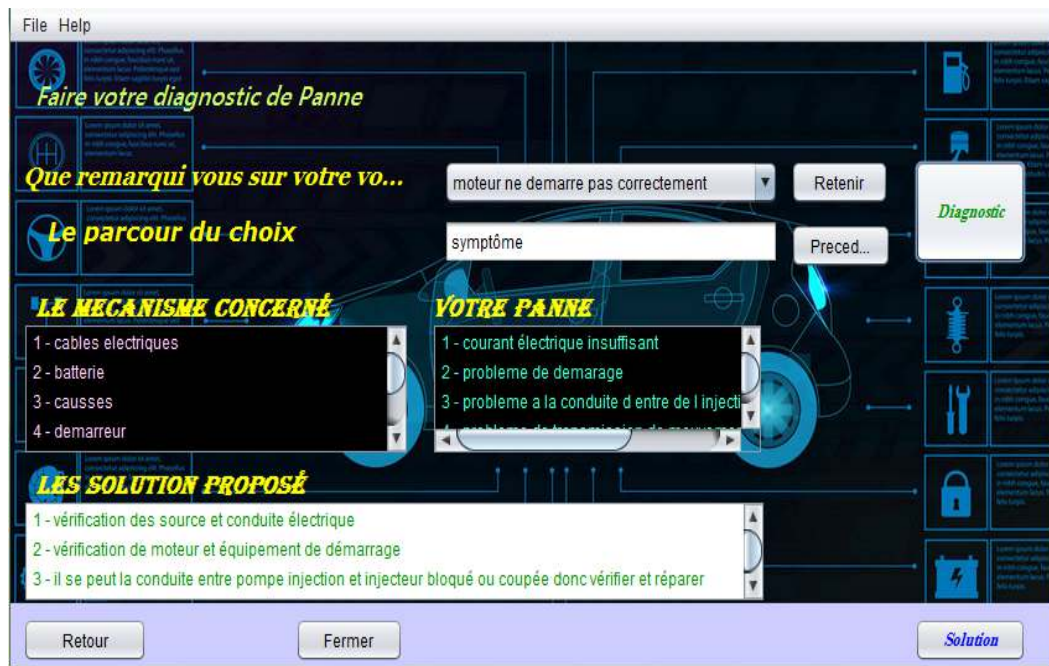 File Help
Faire votre diagnostic de Panne
Que remarqui vous sur votre vo...
moteur ne demarre pas correctement
Retenir
Diagnostic
Le parcour du choix
symptôme
Preced...
LE MECANISME CONCERNÉ
VOTRE PANNE
1 - cables electriques
2 - batterie
3 - causses
4 - demarreur
1 - courant électrique insuffisant
2 - probleme de demarage
3 - probleme a la conduite d entre de l injecti
LES SOLUTION PROPOSÉ
1 - vérification des source et conduite électrique
2 - vérification de moteur et équipement de démarrage
3 - il se peut la conduite entre pompe injection et injecteur bloqué ou coupée donc vérifier et réparer
Retour
Fermer
Solution